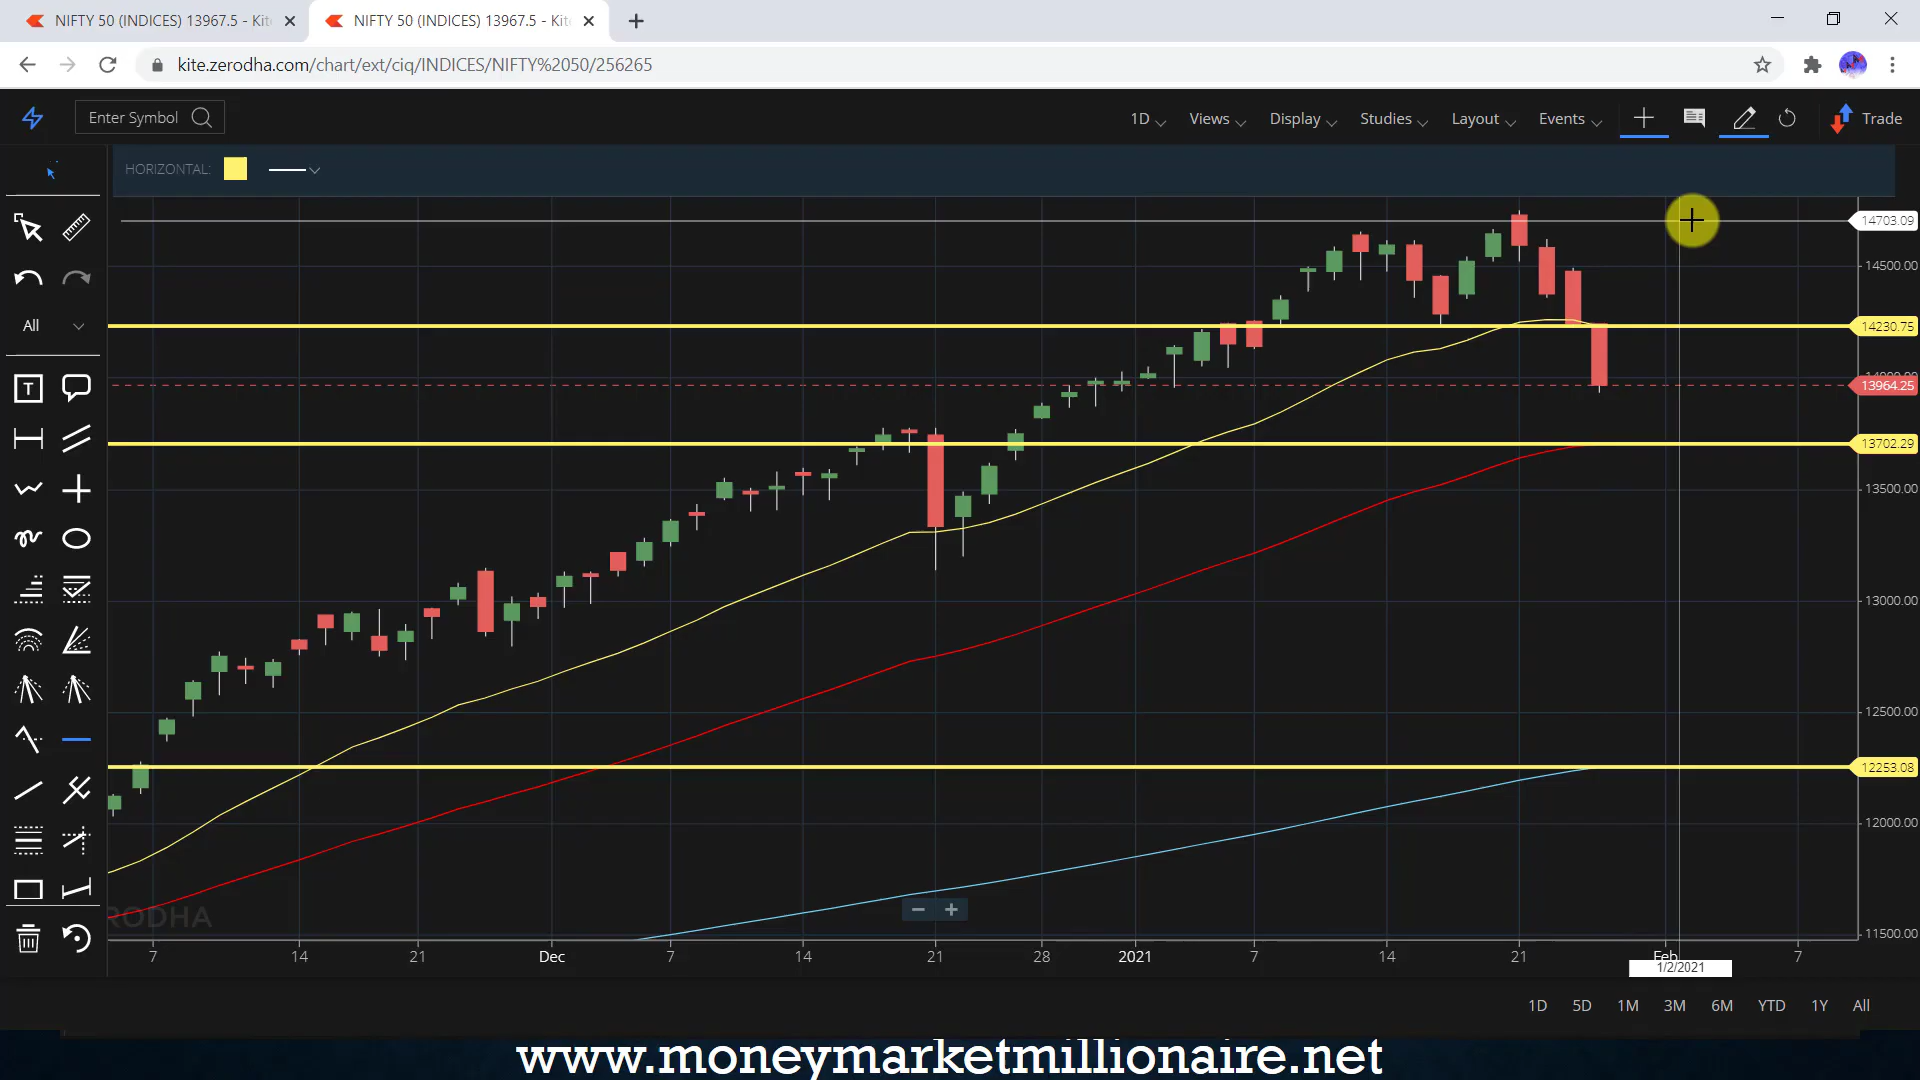 NIFTY 50 (INDICES) 13967.5 - Kit
NIFTY 50 (INDICES) 13967.5 - Kit
kite.zerodha.com/chart/ext/ciq/INDICES/NIFTY%2050/256265
Enter Symbol
1D
Views
Display
Studies
Layout
Events
Trade
HORIZONTAL:
All
T
14703.09
14500.00
14230.75
14000.00
13964.25
13702.29
13500.00
13000.00
12500.00
12253.08
12000.00
11500.00
RODHA
7 14 21 Dec 7 14 21 28 2021 7 14 21 Feb 7
1/2/2021
1D 5D 1M 3M 6M YTD 1Y All
www.moneymarketmillionaire.net